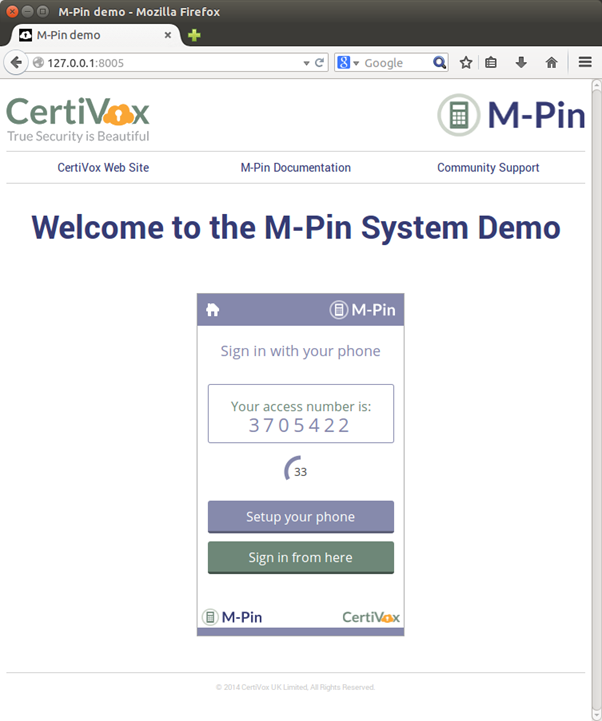 M-Pin demo - Mozilla Firefox
M-Pin demo
127.0.0.1:8005
Google
CertiVox
True Security is Beautiful
M-Pin
CertiVox Web Site
M-Pin Documentation
Community Support
Welcome to the M-Pin System Demo
M-Pin
Sign in with your phone
Your access number is:
3705422
33
Setup your phone
Sign in from here
M-Pin
CertiVox
© 2014 CertiVox UK Limited, All Rights Reserved.